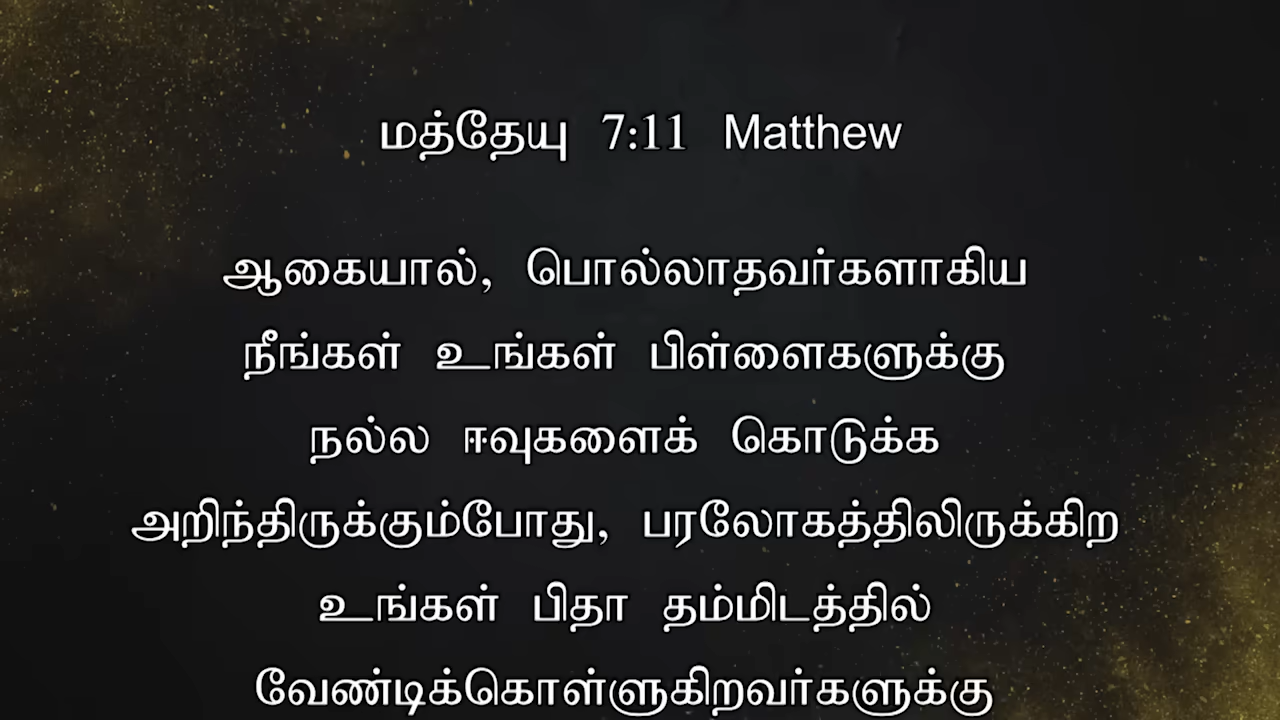 மத்தேயு 7:11 Matthew
ஆகையால், பொல்லாதவர்களாகிய
நீங்கள் உங்கள் பிள்ளைகளுக்கு
நல்ல ஈவுகளைக் கொடுக்க
அறிந்திருக்கும்போது, பரலோகத்திலிருக்கிற
உங்கள் பிதா தம்மிடத்தில்
வேண்டிக்கொள்ளுகிறவர்களுக்கு